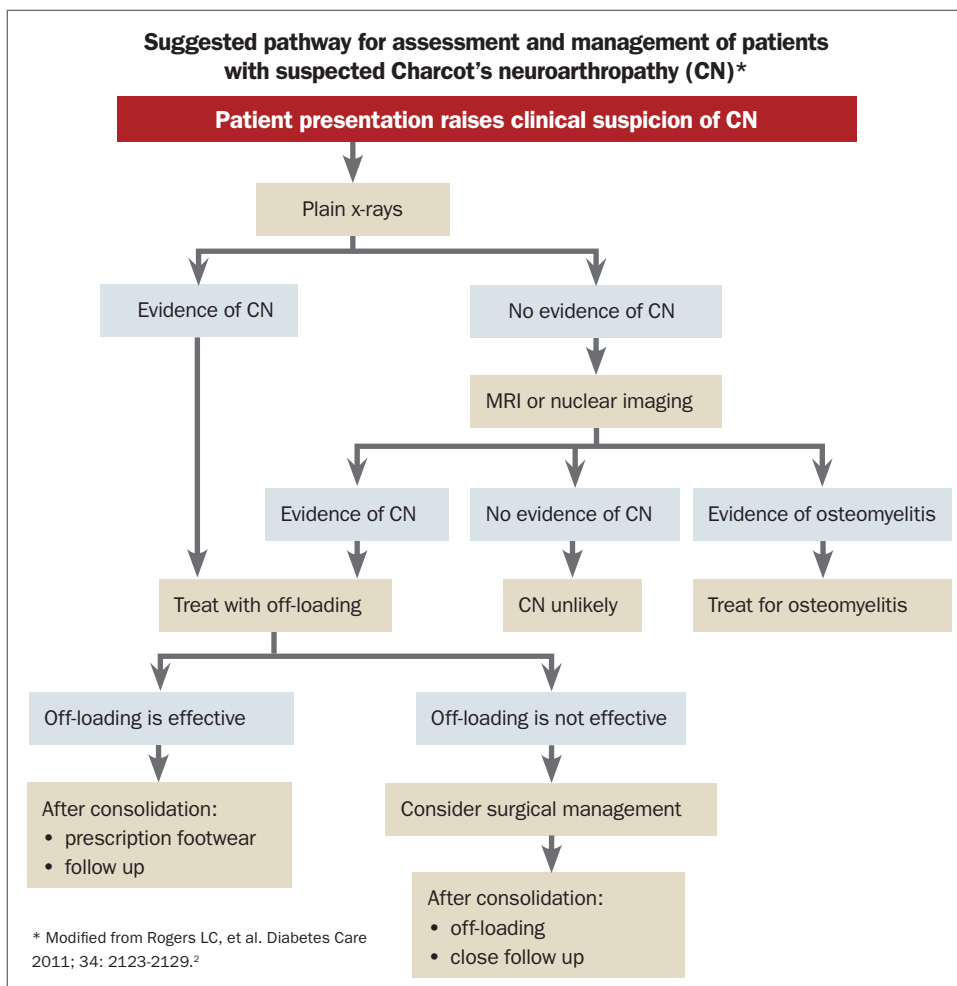 Suggested pathway for assessment and management of patients
with suspected Charcot’s neuroarthropathy (CN)*
Patient presentation raises clinical suspicion of CN
Plain x-rays
Evidence of CN
No evidence of CN
MRI or nuclear imaging
Evidence of CN
No evidence of CN
Evidence of osteomyelitis
Treat with off-loading
CN unlikely
Treat for osteomyelitis
Off-loading is effective
Off-loading is not effective
After consolidation:
• prescription footwear
• follow up
Consider surgical management
After consolidation:
• off-loading
• close follow up
* Modified from Rogers LC, et al. Diabetes Care
2011; 34: 2123-2129.²